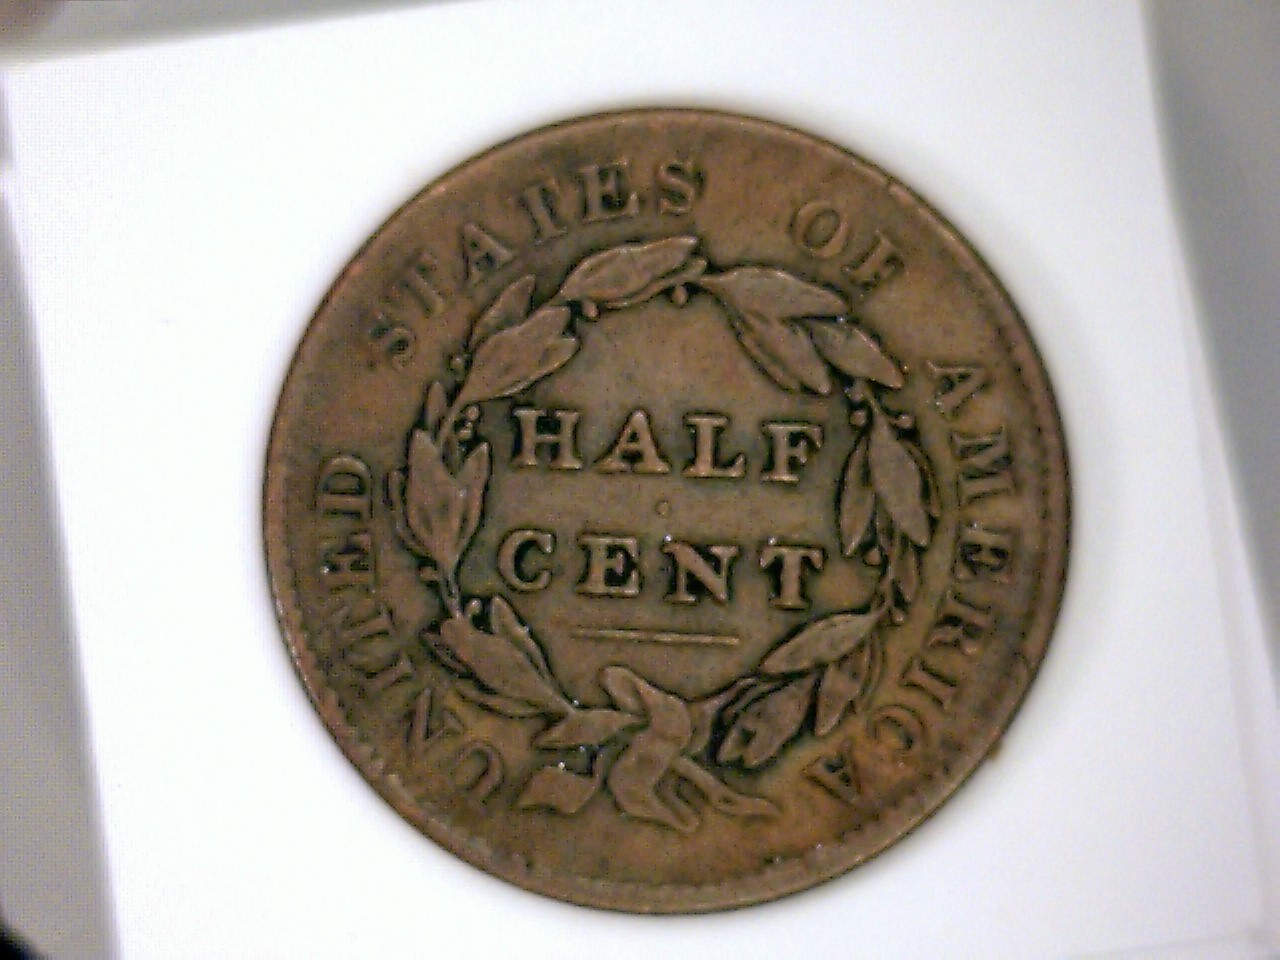 UNITED STATES OF AMERICA
HALF
CENT